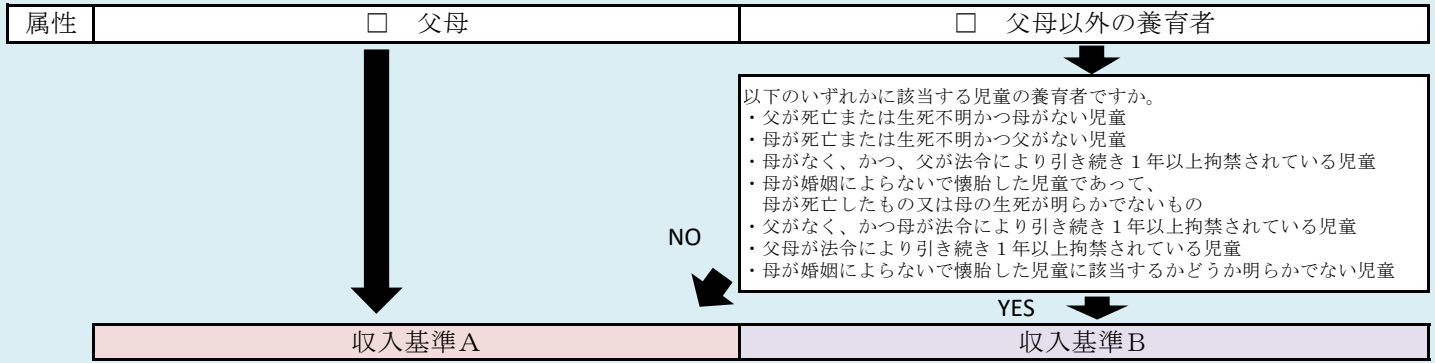 属性 □ 父母 □ 父母以外の養育者
以下のいずれかに該当する児童の養育者ですか。
・父が死亡または生死不明かつ母がない児童
・母が死亡または生死不明かつ父がない児童
・母がなく、かつ、父が法令により引き続き１年以上拘禁されている児童
・母が婚姻によらないで懐胎した児童であって、
母が死亡したもの又は母の生死が明らかでないもの
・父がなく、かつ母が法令により引き続き１年以上拘禁されている児童
・父母が法令により引き続き１年以上拘禁されている児童
・母が婚姻によらないで懐胎した児童に該当するかどうか明らかでない児童
NO
YES
収入基準Ａ 収入基準Ｂ